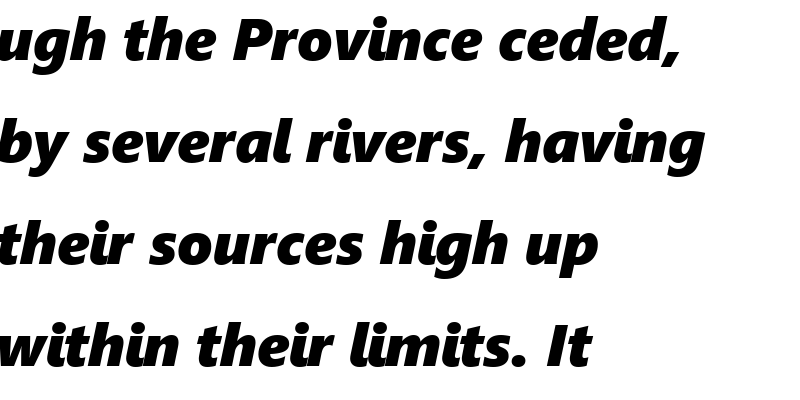 ugh the Province ceded,
by several rivers, having
their sources high up
within their limits. It